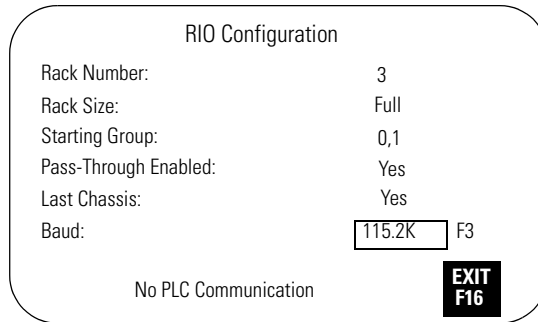 RIO Configuration
Rack Number: 3
Rack Size: Full
Starting Group: 0,1
Pass-Through Enabled: Yes
Last Chassis: Yes
Baud: 115.2K F3
No PLC Communication
EXIT
F16